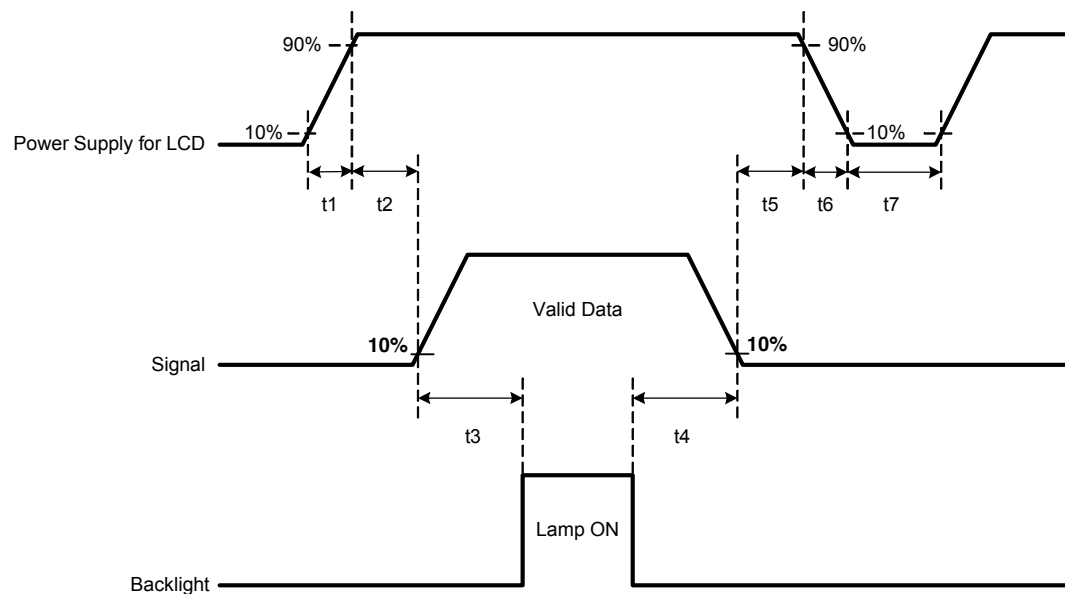 90%
90%
10%
10%
Power Supply for LCD
t1
t2
t5
t6
t7
Valid Data
10%
10%
Signal
t3
t4
Lamp ON
Backlight